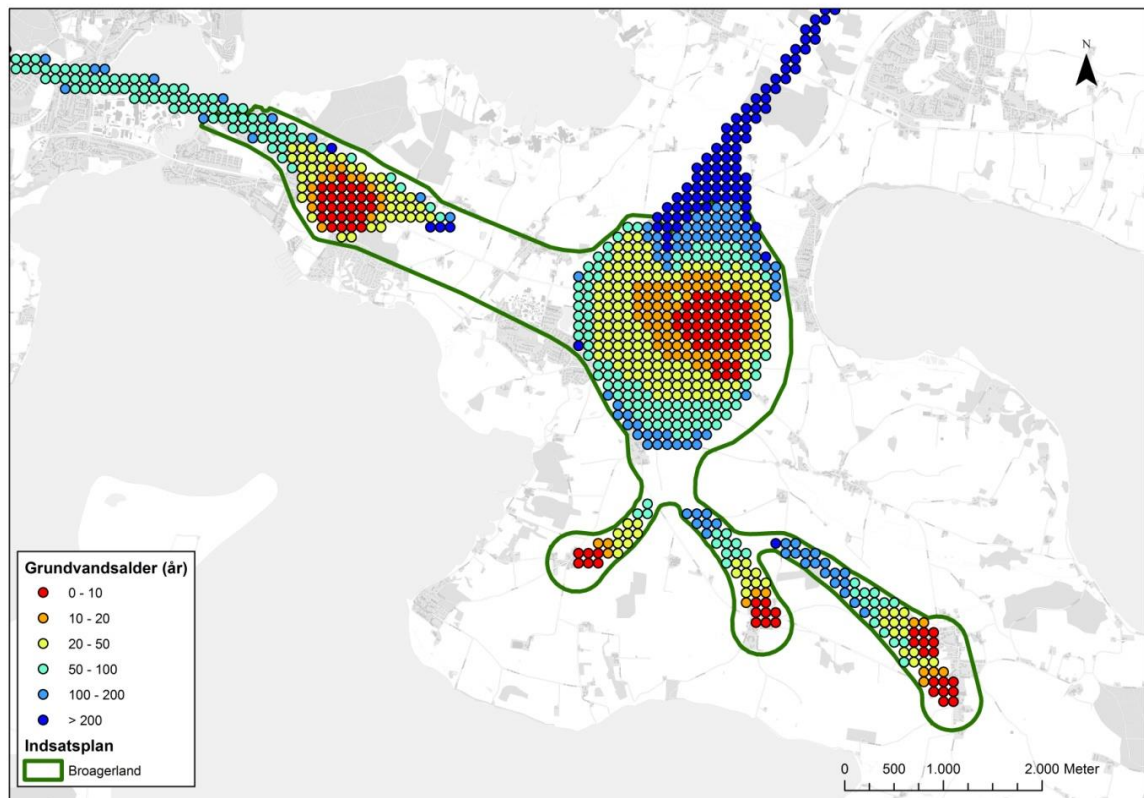 N
Grundvandsalder (år)
0 - 10
10 - 20
20 - 50
50 - 100
100 - 200
> 200
Indsatsplan
Broagerland
0 500 1.000 2.000 Meter